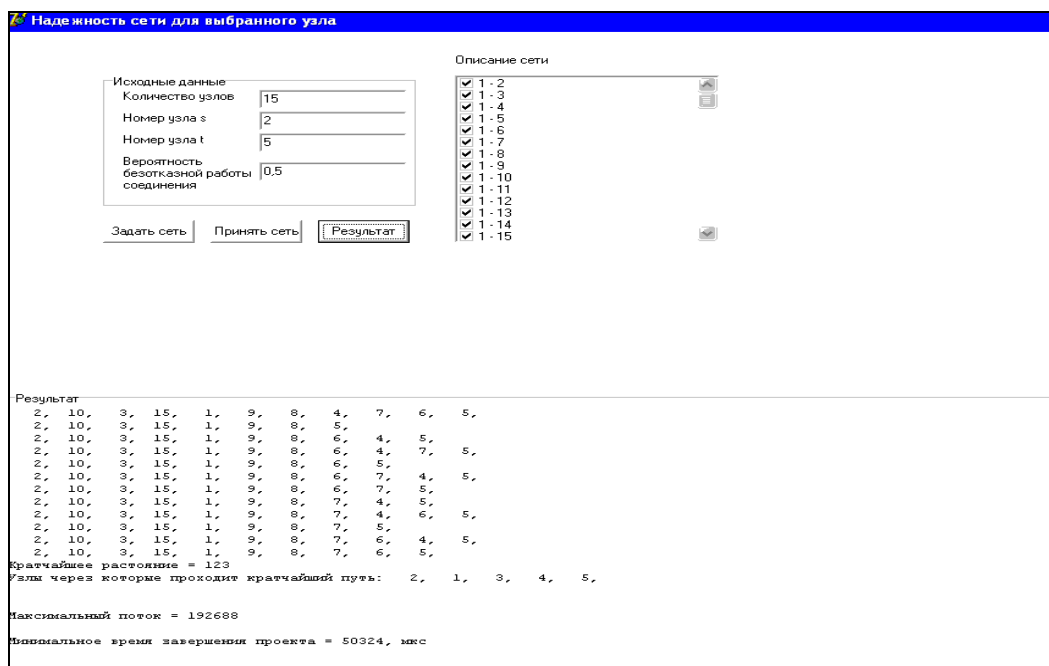 Надежность сети для выбранного узла
Исходные данные
Количество узлов 15
Номер узла s 2
Номер узла t 5
Вероятность
безотказной работы 0,5
соединения
Задать сеть Принять сеть Результат
Описание сети
1 - 2
1 - 3
1 - 4
1 - 5
1 - 6
1 - 7
1 - 8
1 - 9
1 - 10
1 - 11
1 - 12
1 - 13
1 - 14
1 - 15
Результат
2, 10, 3, 15, 1, 9, 8, 4, 7, 6, 5,
2, 10, 3, 15, 1, 9, 8, 5,
2, 10, 3, 15, 1, 9, 8, 6, 4, 5,
2, 10, 3, 15, 1, 9, 8, 6, 4, 7, 5,
2, 10, 3, 15, 1, 9, 8, 6, 5,
2, 10, 3, 15, 1, 9, 8, 6, 7, 4, 5,
2, 10, 3, 15, 1, 9, 8, 6, 7, 5,
2, 10, 3, 15, 1, 9, 8, 7, 4, 5,
2, 10, 3, 15, 1, 9, 8, 7, 4, 6, 5,
2, 10, 3, 15, 1, 9, 8, 7, 5,
2, 10, 3, 15, 1, 9, 8, 7, 6, 4, 5,
2, 10, 3, 15, 1, 9, 8, 7, 6, 5,
Кратчайшее растояние = 123
Узлы через которые проходит кратчайший путь: 2, 1, 3, 4, 5,
Максимальный поток = 192688
Минимальное время завершения проекта = 50324, мкс